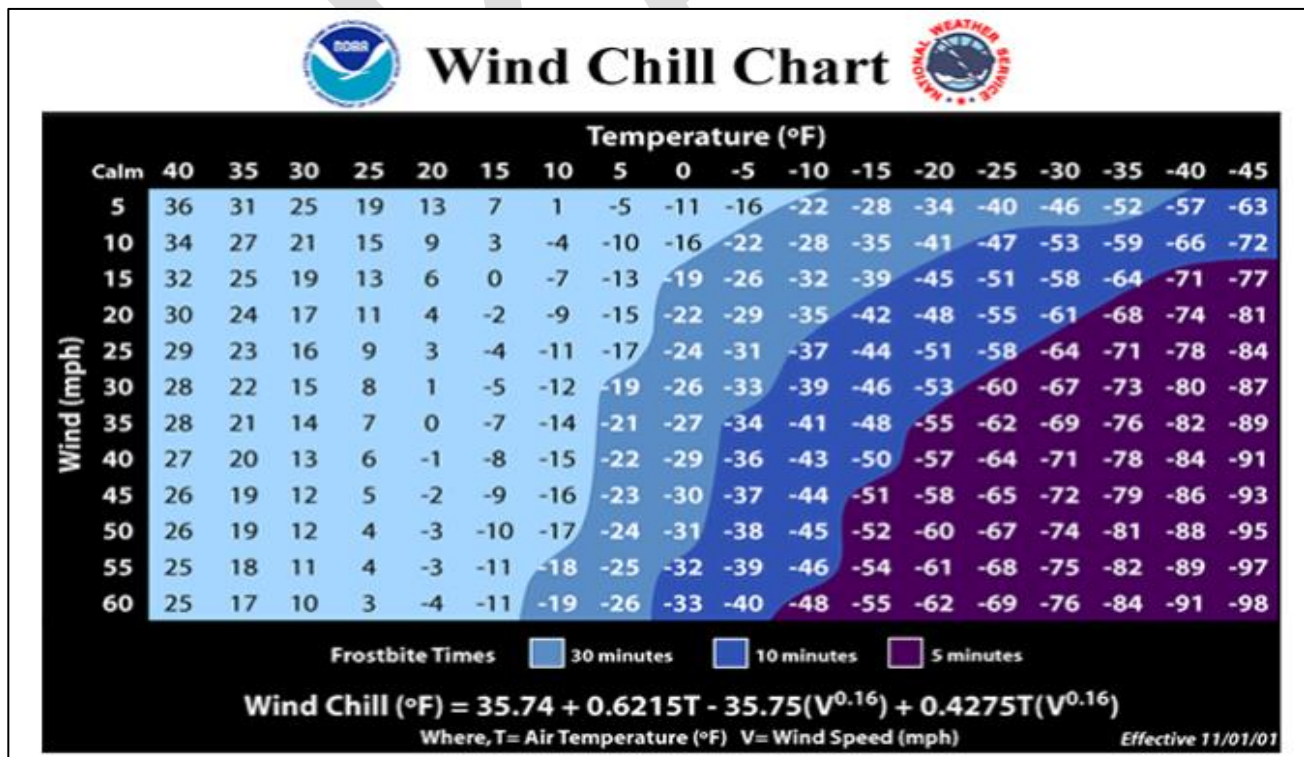 NOAA
Wind Chill Chart
NATIONAL WEATHER SERVICE
Temperature (ºF)
Calm 40 35 30 25 20 15 10 5 0 -5 -10 -15 -20 -25 -30 -35 -40 -45
5 36 31 25 19 13 7 1 -5 -11 -16 -22 -28 -34 -40 -46 -52 -57 -63
10 34 27 21 15 9 3 -4 -10 -16 -22 -28 -35 -41 -47 -53 -59 -66 -72
15 32 25 19 13 6 0 -7 -13 -19 -26 -32 -39 -45 -51 -58 -64 -71 -77
20 30 24 17 11 4 -2 -9 -15 -22 -29 -35 -42 -48 -55 -61 -68 -74 -81
25 29 23 16 9 3 -4 -11 -17 -24 -31 -37 -44 -51 -58 -64 -71 -78 -84
30 28 22 15 8 1 -5 -12 -19 -26 -33 -39 -46 -53 -60 -67 -73 -80 -87
35 28 21 14 7 0 -7 -14 -21 -27 -34 -41 -48 -55 -62 -69 -76 -82 -89
40 27 20 13 6 -1 -8 -15 -22 -29 -36 -43 -50 -57 -64 -71 -78 -84 -91
45 26 19 12 5 -2 -9 -16 -23 -30 -37 -44 -51 -58 -65 -72 -79 -86 -93
50 26 19 12 4 -3 -10 -17 -24 -31 -38 -45 -52 -60 -67 -74 -81 -88 -95
55 25 18 11 4 -3 -11 -18 -25 -32 -39 -46 -54 -61 -68 -75 -82 -89 -97
60 25 17 10 3 -4 -11 -19 -26 -33 -40 -48 -55 -62 -69 -76 -84 -91 -98
Wind (mph)
Frostbite Times 30 minutes 10 minutes 5 minutes
Wind Chill (ºF) = 35.74 + 0.6215T - 35.75(V^0.16) + 0.4275T(V^0.16)
Where, T= Air Temperature (ºF) V= Wind Speed (mph)
Effective 11/01/01